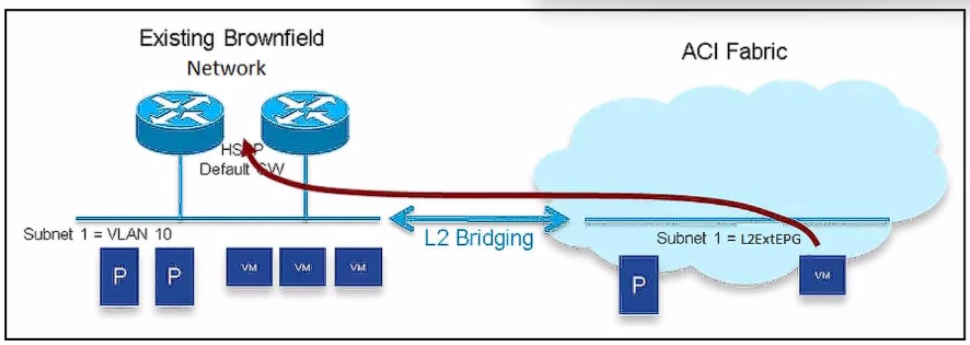 Existing Brownfield
Network
ACI Fabric
Default
Subnet 1 = VLAN 10
L2 Bridging
Subnet 1 = L2ExtEPG
P
P
VM
VM
VM
P
VM